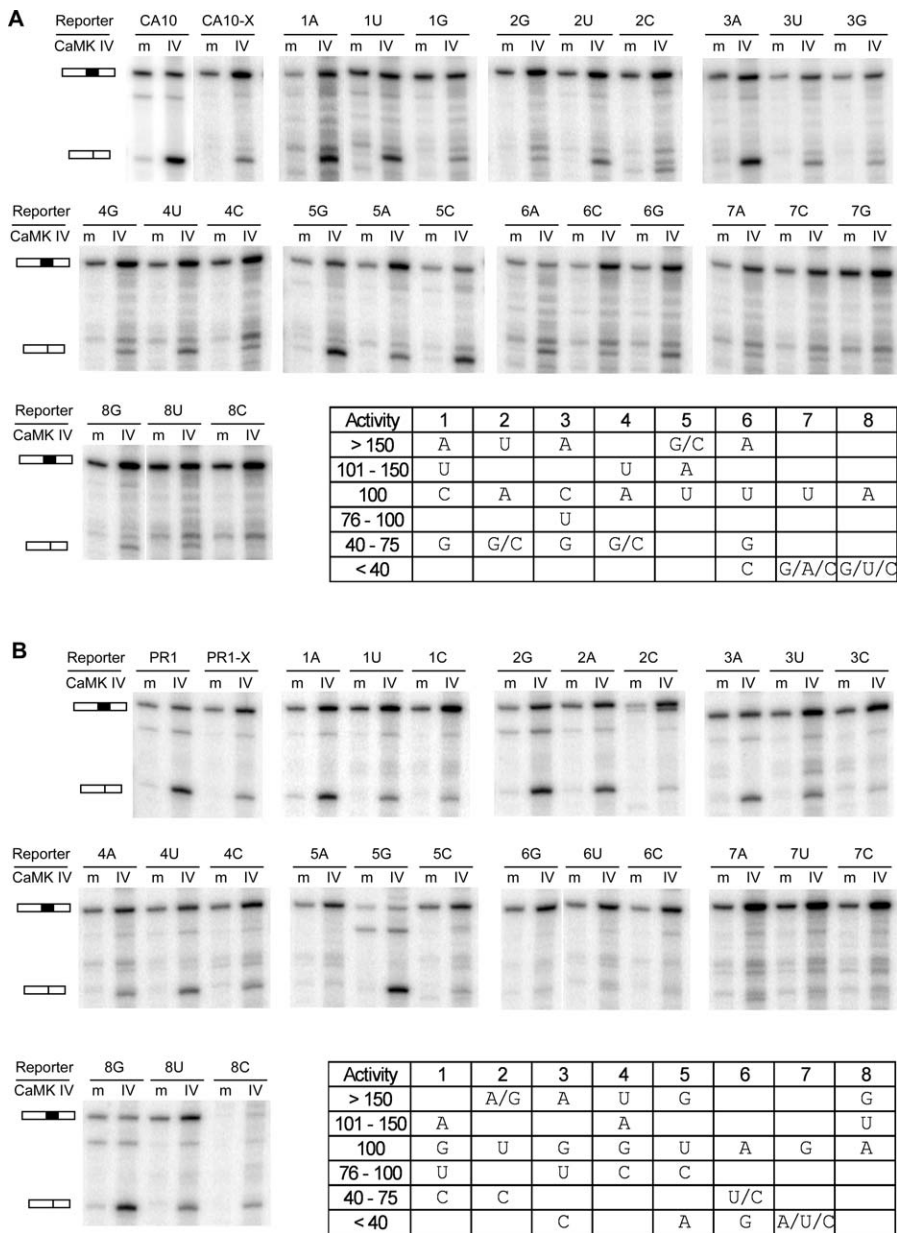 A
Reporter CA10 CA10-X 1A 1U 1G 2G 2U 2C 3A 3U 3G
CaMK IV m IV m IV m IV m IV m IV m IV m IV m IV m IV m IV m IV
Reporter 4G 4U 4C 5G 5A 5C 6A 6C 6G 7A 7C 7G
CaMK IV m IV m IV m IV m IV m IV m IV m IV m IV m IV m IV m IV m IV
Reporter 8G 8U 8C
CaMK IV m IV m IV m IV
Activity 1 2 3 4 5 6 7 8
> 150 A U A G/C A
101 - 150 U U A
100 C A C A U U U A
76 - 100 U
40 - 75 G G/C G G/C G
< 40 C G/A/C G/U/C
B
Reporter PR1 PR1-X 1A 1U 1C 2G 2A 2C 3A 3U 3C
CaMK IV m IV m IV m IV m IV m IV m IV m IV m IV m IV m IV m IV
Reporter 4A 4U 4C 5A 5G 5C 6G 6U 6C 7A 7U 7C
CaMK IV m IV m IV m IV m IV m IV m IV m IV m IV m IV m IV m IV m IV
Reporter 8G 8U 8C
CaMK IV m IV m IV m IV
Activity 1 2 3 4 5 6 7 8
> 150 A/G A U G G
101 - 150 A A U
100 G U G G U A G A
76 - 100 U U C C
40 - 75 C C U/C
< 40 C A G A/U/C